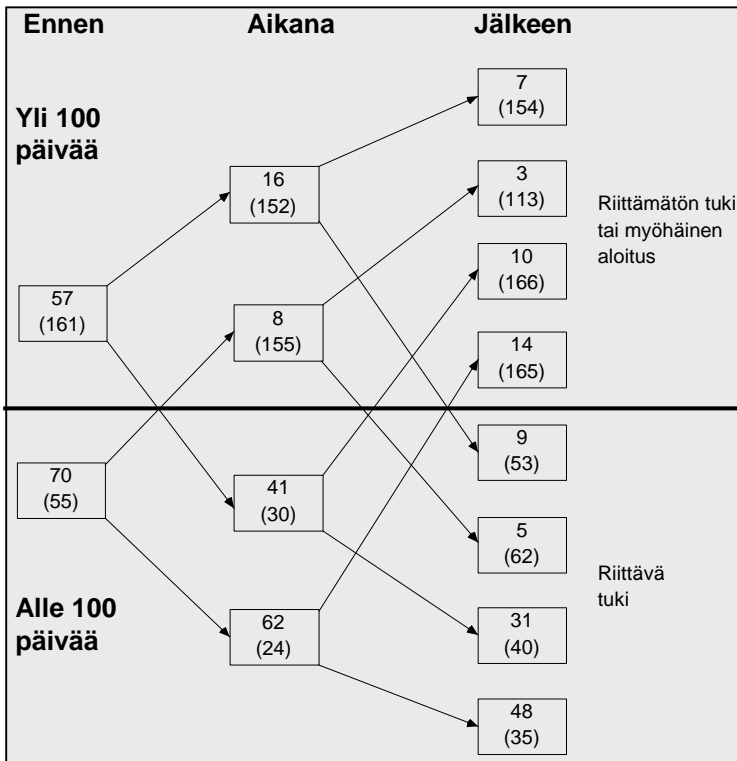 Ennen
Aikana
Jälkeen
Yli 100
päivää
7
(154)
16
(152)
3
(113)
Riittämätön tuki
tai myöhäinen
aloitus
10
(166)
57
(161)
8
(155)
14
(165)
9
(53)
70
(55)
41
(30)
5
(62)
Riittävä
tuki
Alle 100
päivää
62
(24)
31
(40)
48
(35)